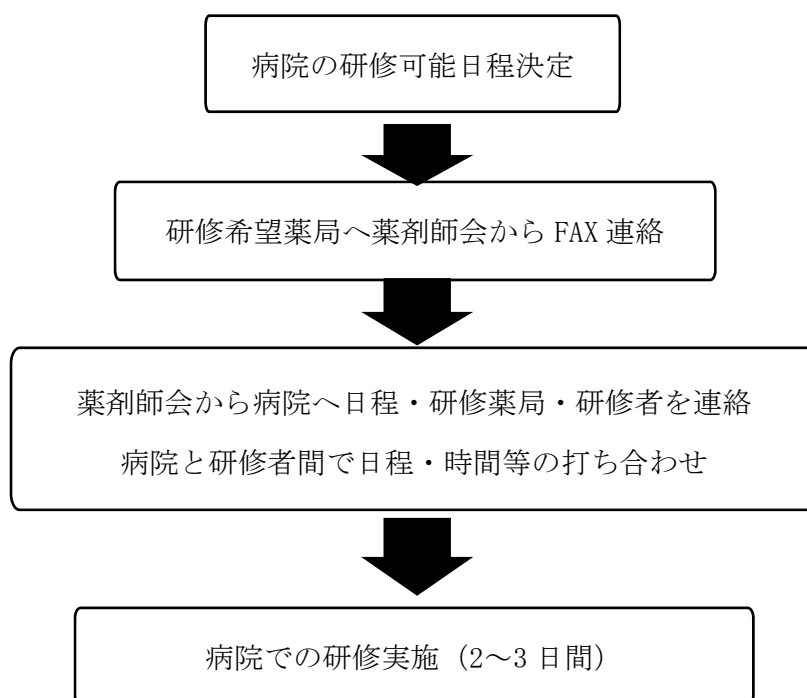 病院の研修可能日程決定
研修希望薬局へ薬剤師会から FAX 連絡
薬剤師会から病院へ日程・研修薬局・研修者を連絡
病院と研修者間で日程・時間等の打ち合わせ
病院での研修実施（2～3 日間）